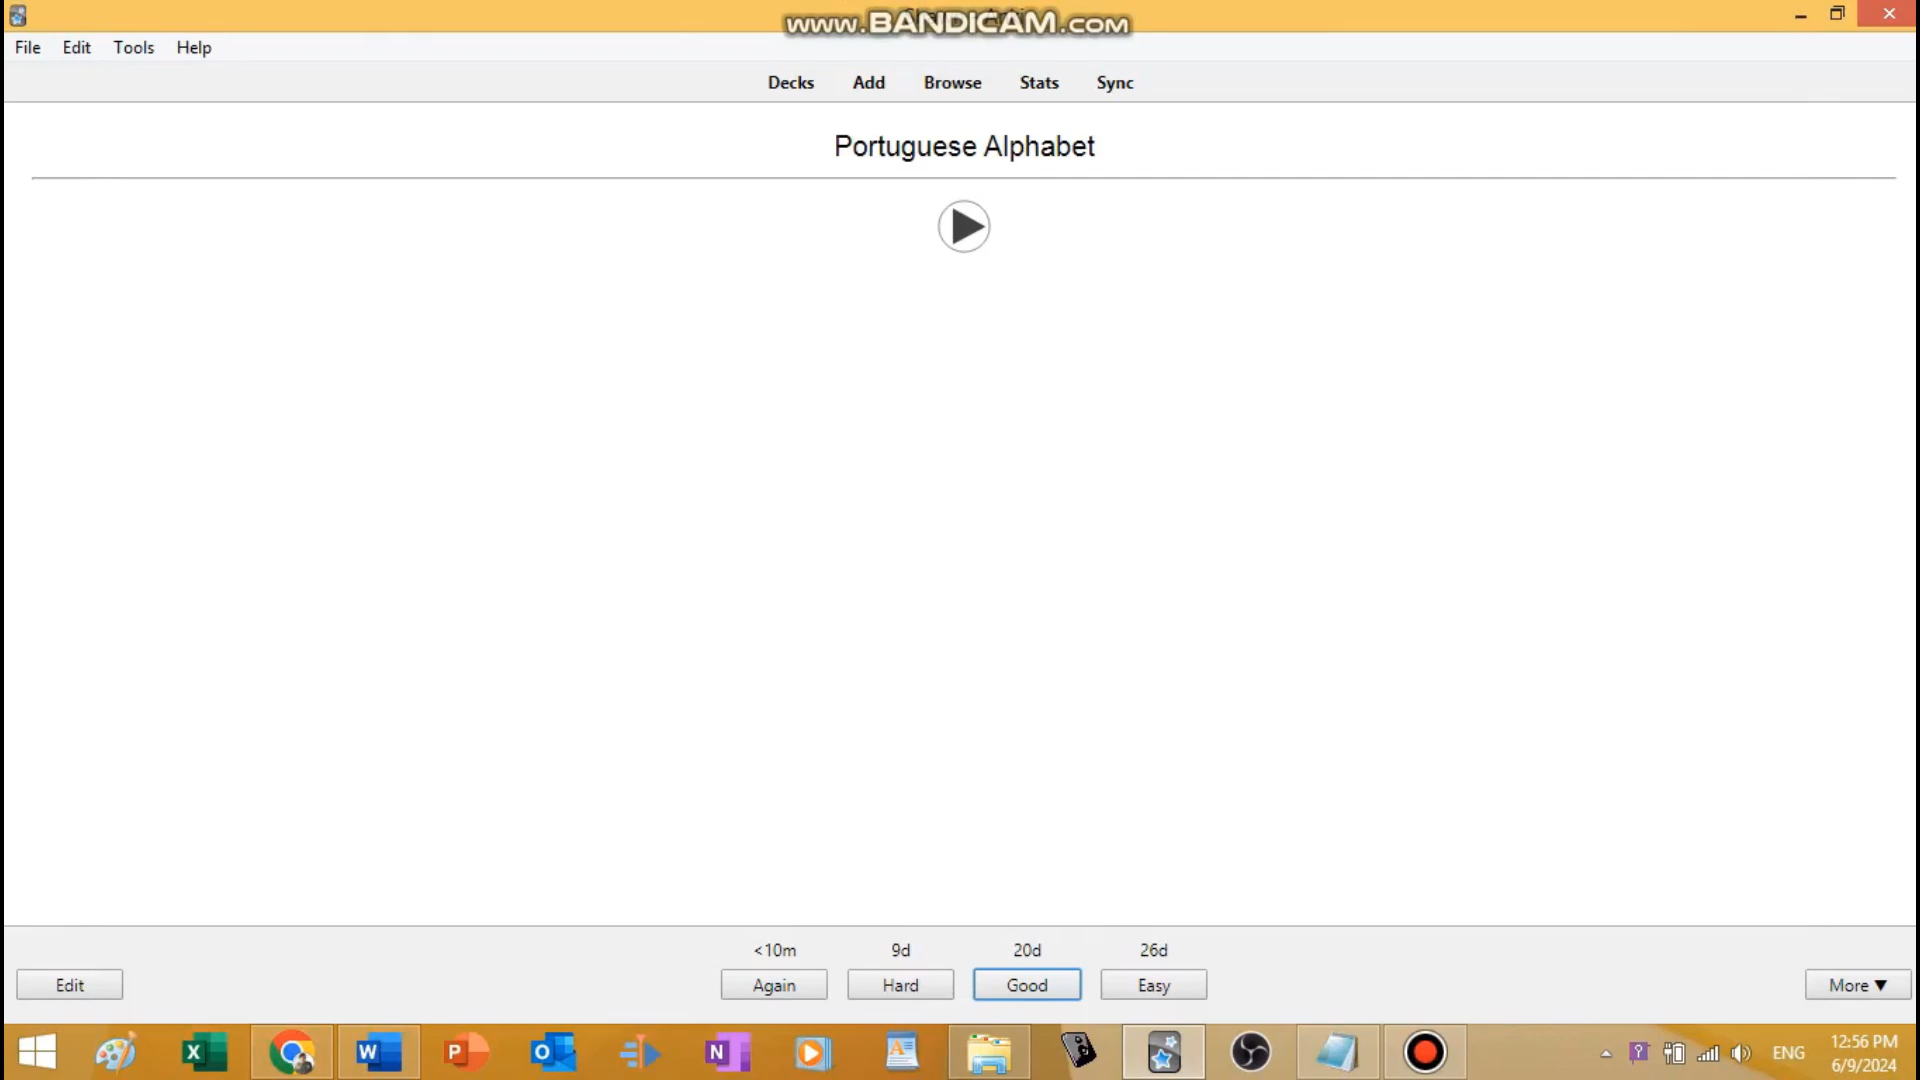 www.BANDICAM.com
File Edit Tools Help
Decks Add Browse Stats Sync
Portuguese Alphabet
<10m 9d 20d 26d
Edit Again Hard Good Easy More ▼
ENG
12:56 PM
6/9/2024